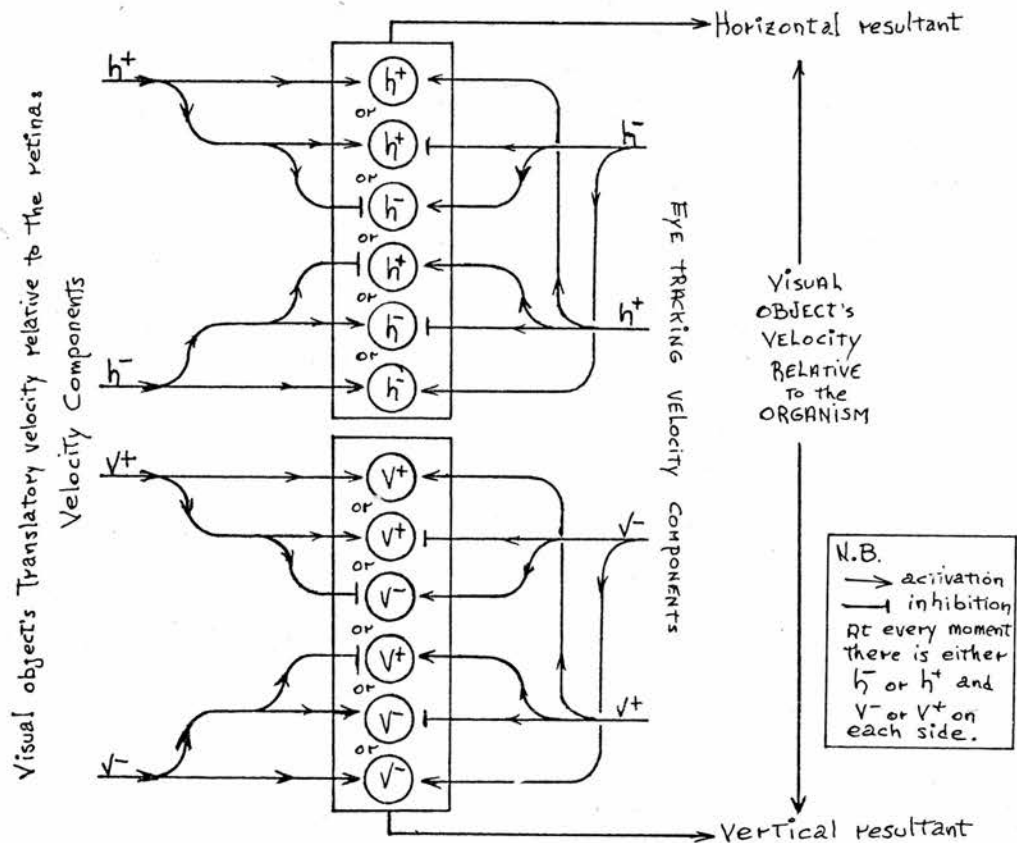 Horizontal resultant
h⁺
h⁻
Visual object's Translatory velocity relative to the retinas
Velocity Components
h⁺
or
h⁺
or
h⁻
or
h⁺
or
h⁻
or
h⁻
h⁻
h⁺
EYE TRACKING VELOCITY COMPONENTS
VISUAL
OBJECT'S
VELOCITY
RELATIVE
TO the
ORGANISM
V⁺
V⁻
V⁺
or
V⁺
or
V⁻
or
V⁺
or
V⁻
or
V⁻
V⁻
V⁺
N.B.
activation
inhibition
At every moment
there is either
h⁻ or h⁺ and
V⁻ or V⁺ on
each side.
Vertical resultant